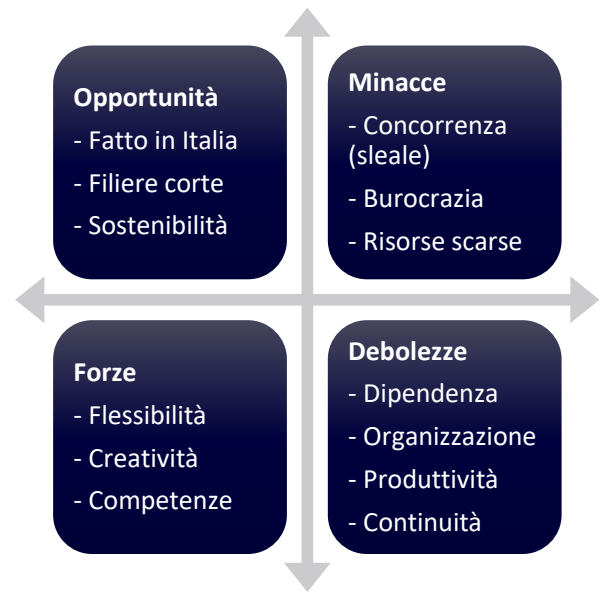 Opportunità
- Fatto in Italia
- Filiere corte
- Sostenibilità
Minacce
- Concorrenza
(sleale)
- Burocrazia
- Risorse scarse
Forze
- Flessibilità
- Creatività
- Competenze
Debolezze
- Dipendenza
- Organizzazione
- Produttività
- Continuità